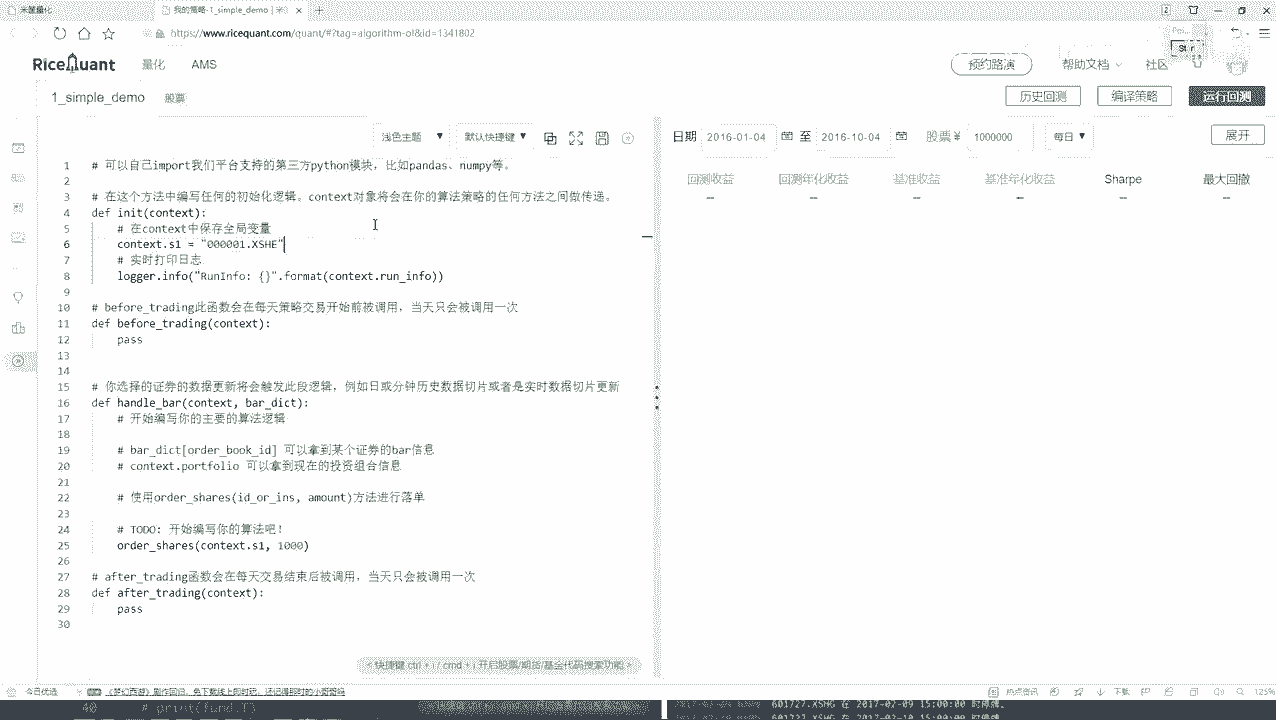 米筐量化
我的策略-1_simple_demo
https://www.ricequant.com/quant/#?tag=algorithm-ol&id=1341802
RiceQuant 量化 AMS 预约路演 帮助文档 社区
1_simple_demo 股票 历史回测 编译策略 运行回测
浅色主题 默认快捷键 日期 2016-01-04 至 2016-10-04 股票¥ 1000000 每日 展开
回测收益 回测年化收益 基准收益 基准年化收益 Sharpe 最大回撤
-- -- -- -- -- --
1 # 可以自己import我们平台支持的第三方python模块，比如pandas、numpy等。
2
3 # 在这个方法中编写任何的初始化逻辑。context对象将会在你的算法策略的任何方法之间做传递。
4 def init(context):
5 # 在context中保存全局变量
6 context.s1 = "000001.XSHE"
7 # 实时打印日志
8 logger.info("RunInfo: {}".format(context.run_info))
9
10 # before_trading此函数会在每天策略交易开始前被调用，当天只会被调用一次
11 def before_trading(context):
12 pass
13
14
15 # 你选择的证券的数据更新将会触发此段逻辑，例如日或分钟历史数据切片或者是实时数据切片更新
16 def handle_bar(context, bar_dict):
17 # 开始编写你的主要的算法逻辑
18
19 # bar_dict[order_book_id] 可以拿到某个证券的bar信息
20 # context.portfolio 可以拿到现在的投资组合信息
21
22 # 使用order_shares(id_or_ins, amount)方法进行落单
23
24 # TODO: 开始编写你的算法吧！
25 order_shares(context.s1, 1000)
26
27 # after_trading函数会在每天交易结束后被调用，当天只会被调用一次
28 def after_trading(context):
29 pass
30
快捷键 ctrl + i / cmd + i 开启股票/期货/基金代码搜索功能
今日优选 热点资讯 下载 125%
40 # print(fund.T)
601727.XSHG 在 2017-02-09 15:00:00 时停牌。
601727.XSHG 在 2017-02-10 15:00:00 时停牌。